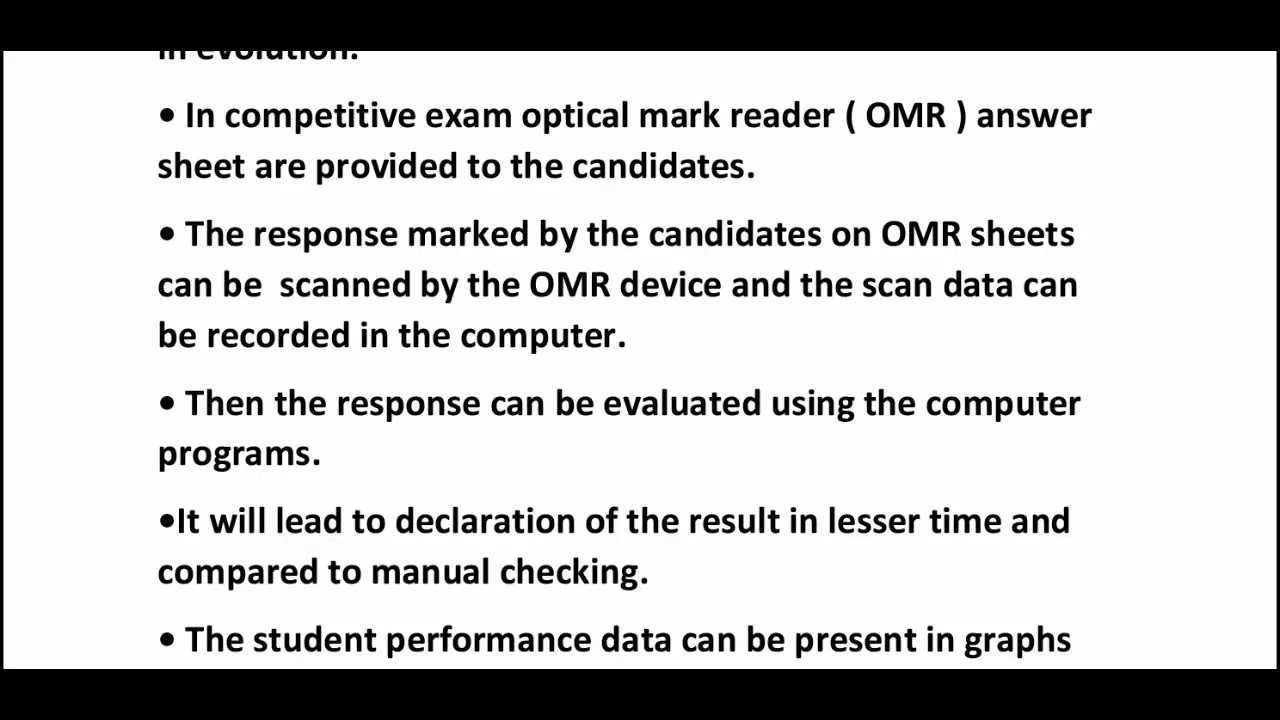 in evolution.
• In competitive exam optical mark reader ( OMR ) answer
sheet are provided to the candidates.
• The response marked by the candidates on OMR sheets
can be  scanned by the OMR device and the scan data can
be recorded in the computer.
• Then the response can be evaluated using the computer
programs.
•It will lead to declaration of the result in lesser time and
compared to manual checking.
• The student performance data can be present in graphs